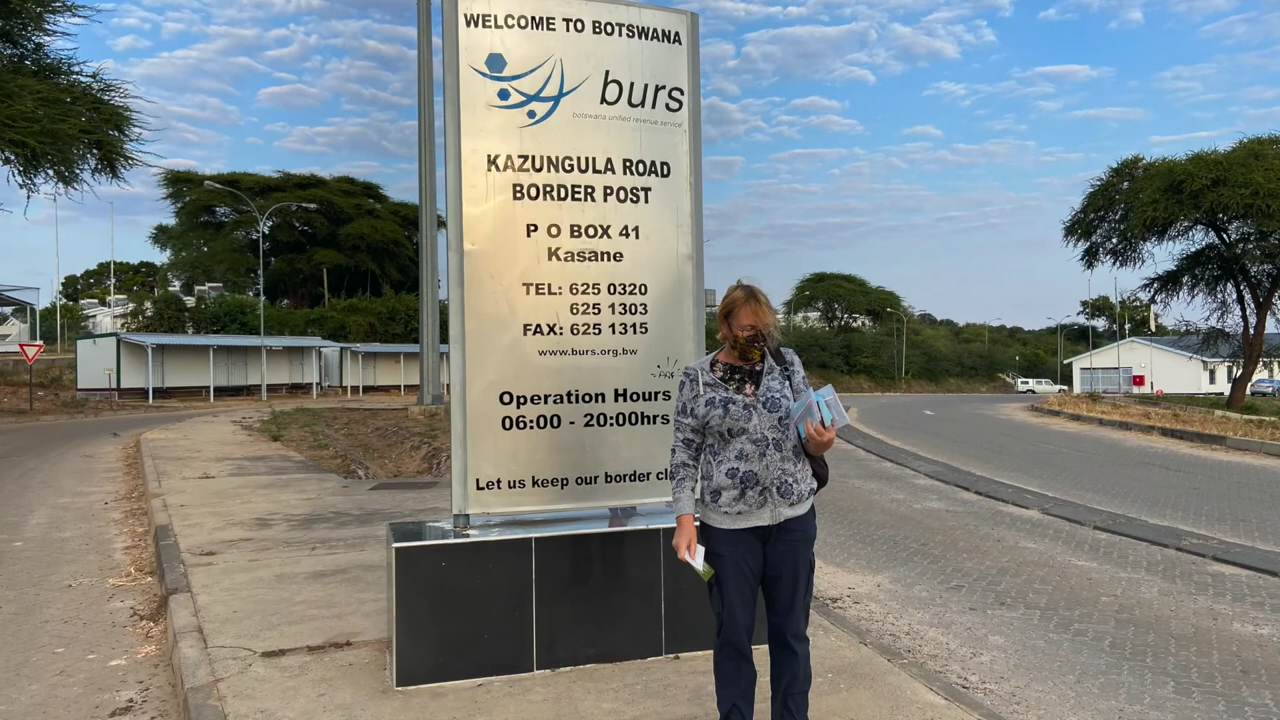 WELCOME TO BOTSWANA
burs
botswana unified revenue service
KAZUNGULA ROAD
BORDER POST
P O BOX 41
Kasane
TEL: 625 0320
625 1303
FAX: 625 1315
www.burs.org.bw
Operation Hours
06:00 - 20:00hrs
Let us keep our border cl